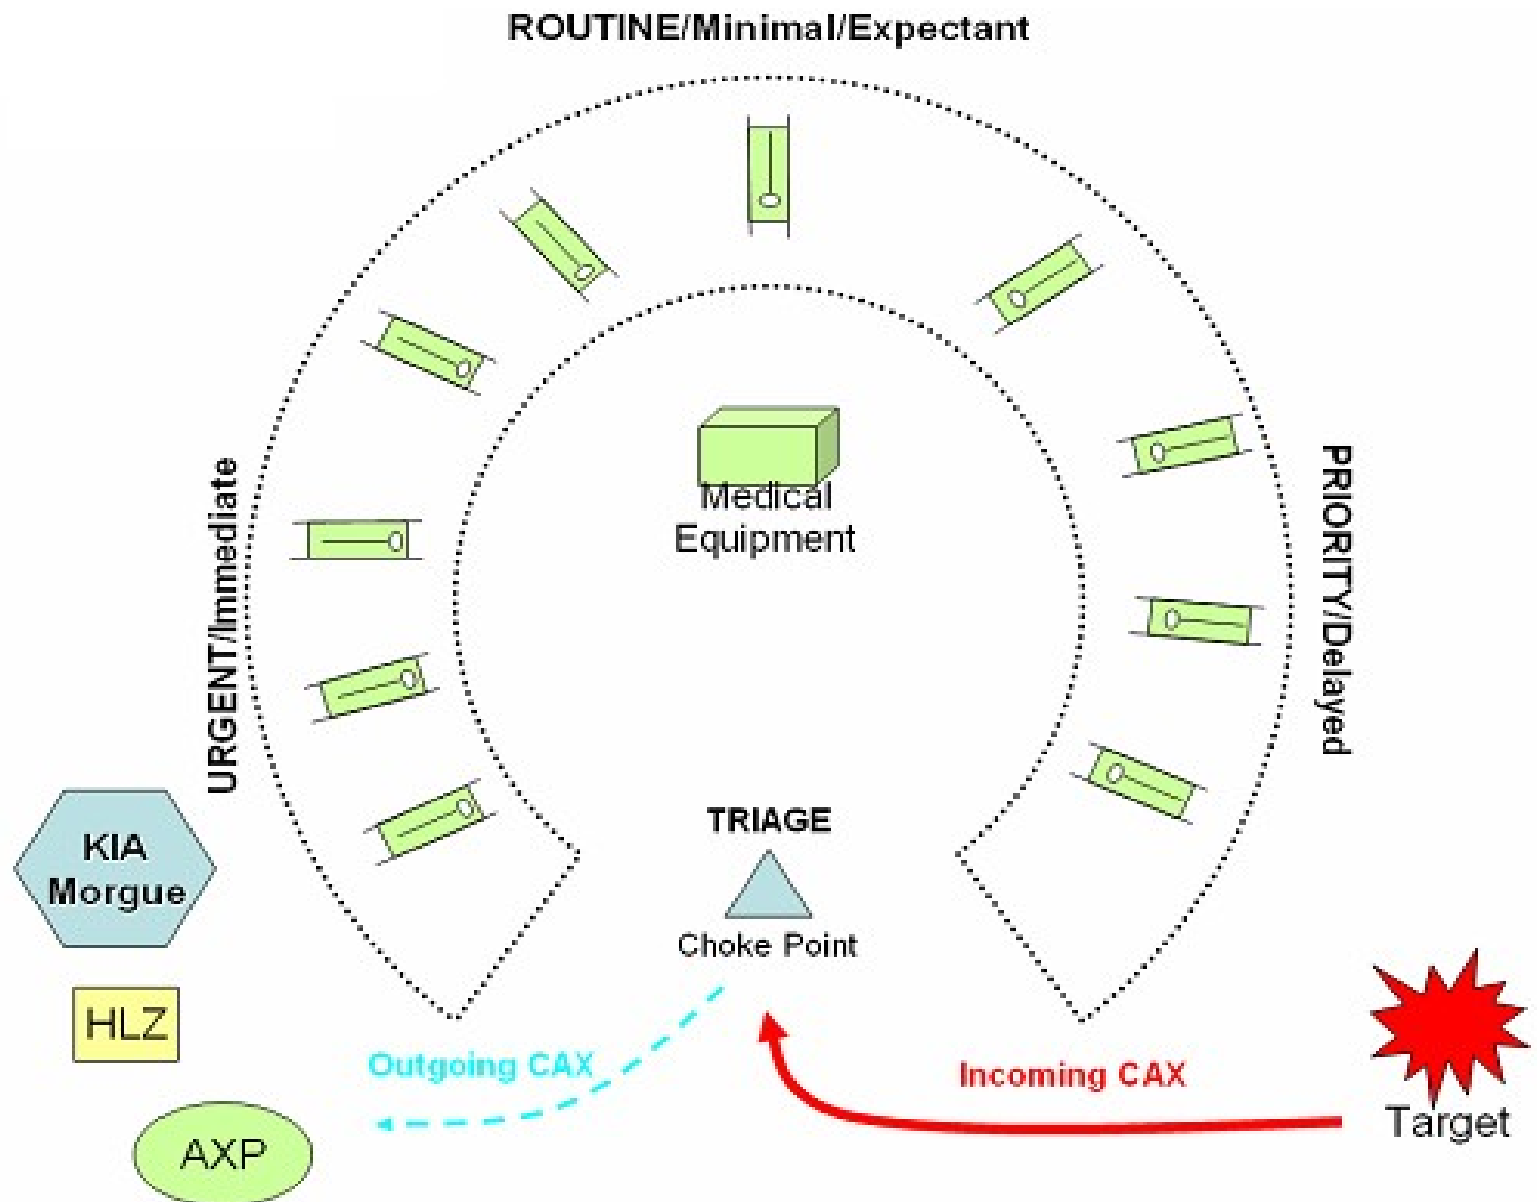 ROUTINE/Minimal/Expectant
URGENT/Immediate
Medical
Equipment
PRIORITY/Delayed
TRIAGE
Choke Point
KIA
Morgue
HLZ
Outgoing CAX
Incoming CAX
Target
AXP